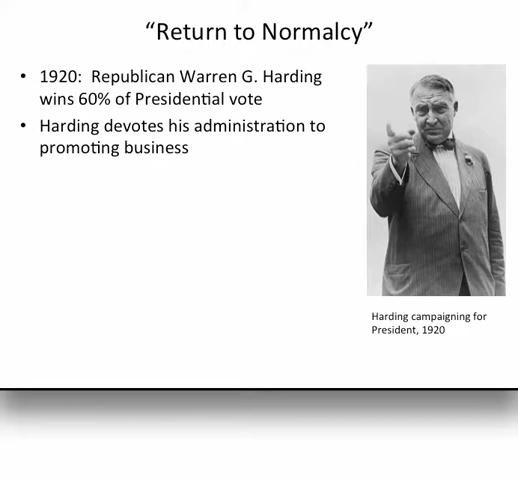 “Return to Normalcy”
• 1920: Republican Warren G. Harding
wins 60% of Presidential vote
• Harding devotes his administration to
promoting business
Harding campaigning for
President, 1920